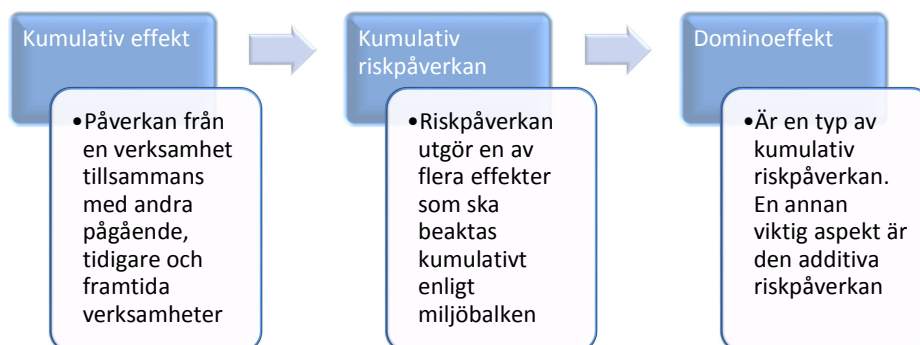 Kumulativ effekt
•Påverkan från
en verksamhet
tillsammans
med andra
pågående,
tidigare och
framtida
verksamheter
Kumulativ
riskpåverkan
•Riskpåverkan
utgör en av
flera effekter
som ska
beaktas
kumulativt
enligt
miljöbalken
Dominoeffekt
•Är en typ av
kumulativ
riskpåverkan.
En annan
viktig aspekt är
den additiva
riskpåverkan